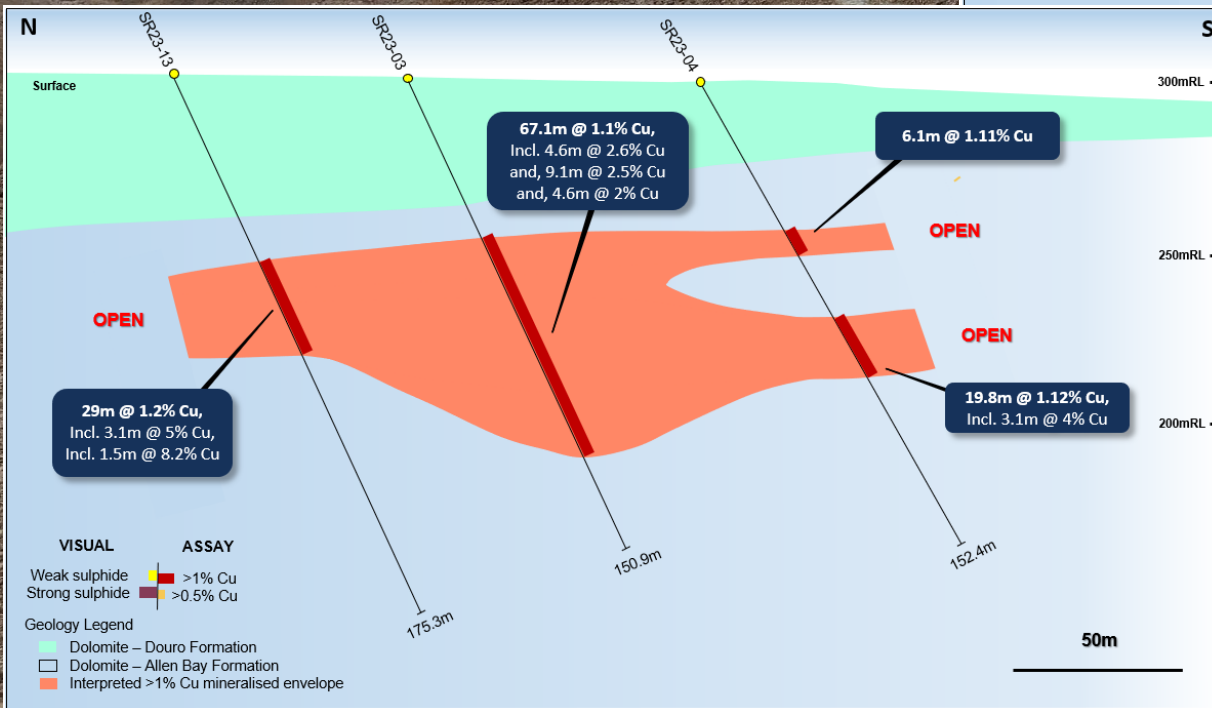 N
S
SR23-13
SR23-03
SR23-04
Surface
300mRL
67.1m @ 1.1% Cu,
Incl. 4.6m @ 2.6% Cu
and, 9.1m @ 2.5% Cu
and, 4.6m @ 2% Cu
6.1m @ 1.11% Cu
OPEN
250mRL
OPEN
OPEN
29m @ 1.2% Cu,
Incl. 3.1m @ 5% Cu,
Incl. 1.5m @ 8.2% Cu
19.8m @ 1.12% Cu,
Incl. 3.1m @ 4% Cu
200mRL
175.3m
150.9m
152.4m
VISUAL ASSAY
Weak sulphide >1% Cu
Strong sulphide >0.5% Cu
Geology Legend
Dolomite – Douro Formation
Dolomite – Allen Bay Formation
Interpreted >1% Cu mineralised envelope
50m